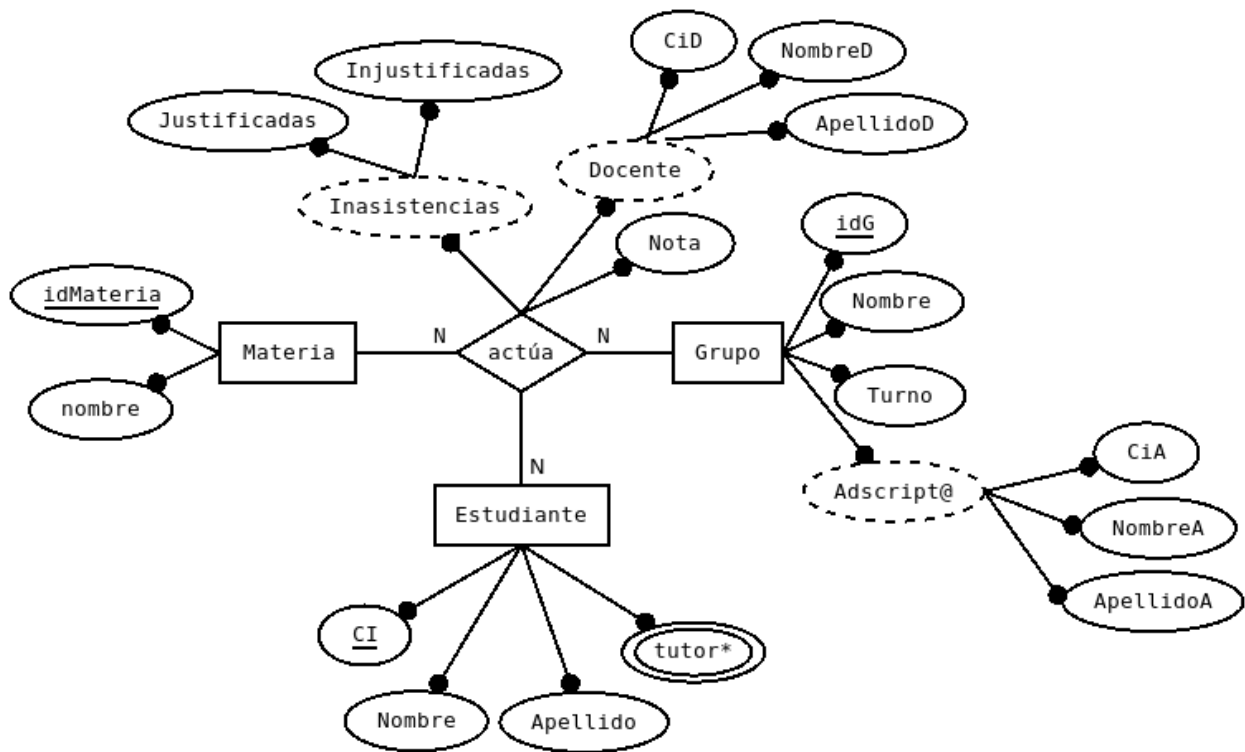 CiD
NombreD
Injustificadas
Justificadas
ApellidoD
Docente
Inasistencias
idG
Nota
idMateria
Nombre
N
N
Materia
actúa
Grupo
nombre
Turno
N
CiA
Adscript@
Estudiante
NombreA
ApellidoA
CI
tutor*
Nombre
Apellido